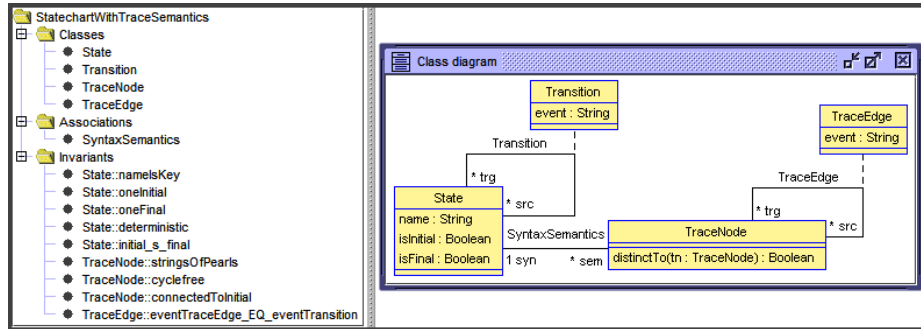 StatechartWithTraceSemantics
Classes
State
Transition
TraceNode
TraceEdge
Associations
SyntaxSemantics
Invariants
State::nameIsKey
State::oneInitial
State::oneFinal
State::deterministic
State::initial_s_final
TraceNode::stringsOfPearls
TraceNode::cyclefree
TraceNode::connectedToInitial
TraceEdge::eventTraceEdge_EQ_eventTransition
Class diagram
Transition
event : String
TraceEdge
event : String
Transition
* trg
* src
TraceEdge
* trg
* src
State
name : String
isInitial : Boolean
isFinal : Boolean
SyntaxSemantics
1 syn
* sem
TraceNode
distinctTo(tn : TraceNode) : Boolean